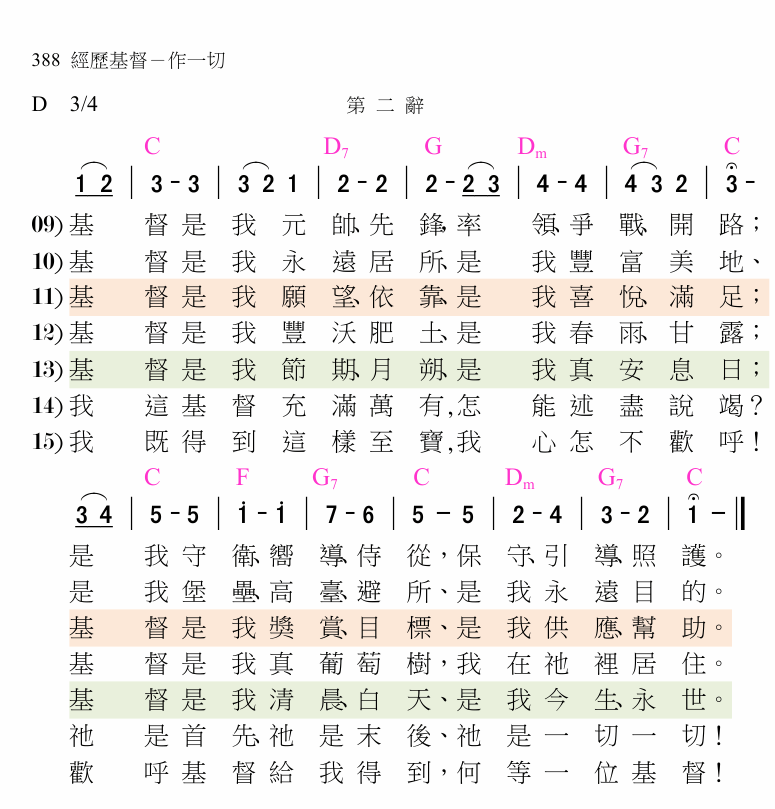 388 經歷基督－作一切
D 3/4 第二辭
C D7 G Dm G7 C
1 2 | 3 - 3 | 3 2 1 | 2 - 2 | 2 - 2 3 | 4 - 4 | 4 3 2 | 3 -
09) 基督是我元帥、先鋒，率領、爭戰、開路；
10) 基督是我永遠居所、是我豐富美地、
11) 基督是我願望、依靠、是我喜悅、滿足；
12) 基督是我豐沃肥土、是我春雨、甘露；
13) 基督是我節期、月朔、是我真安息日；
14) 我這基督充滿萬有，怎能述盡說竭？
15) 我既得到這樣至寶，我心怎不歡呼！
C F G7 C Dm G7 C
3 4 | 5 - 5 | i - i | 7 - 6 | 5 － 5 | 2 - 4 | 3 - 2 | i － ||
是我守衛、嚮導、侍從，保守、引導、照護。
是我堡壘、高臺、避所、是我永遠目的。
基督是我獎賞、目標、是我供應、幫助。
基督是我真葡萄樹，我在祂裡居住。
基督是我清晨、白天、是我今生、永世。
祂是首先、祂是末後、祂是一切一切！
歡呼基督給我得到，何等一位基督！